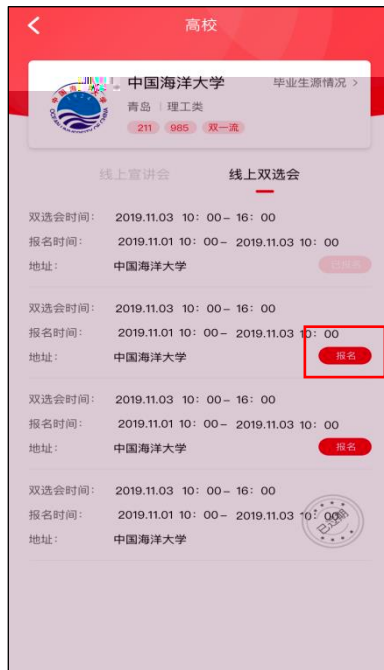 高校
中国海洋大学
毕业生源情况 >
青岛 | 理工类
211 985 双一流
线上宣讲会 线上双选会
双选会时间: 2019.11.03 10: 00 – 16: 00
报名时间: 2019.11.01 10: 00 – 2019.11.03 10: 00
地址: 中国海洋大学
已报名
双选会时间: 2019.11.03 10: 00 – 16: 00
报名时间: 2019.11.01 10: 00 – 2019.11.03 10: 00
地址: 中国海洋大学
报名
双选会时间: 2019.11.03 10: 00 – 16: 00
报名时间: 2019.11.01 10: 00 – 2019.11.03 10: 00
地址: 中国海洋大学
报名
双选会时间: 2019.11.03 10: 00 – 16: 00
报名时间: 2019.11.01 10: 00 – 2019.11.03 10: 00
地址: 中国海洋大学
已过期